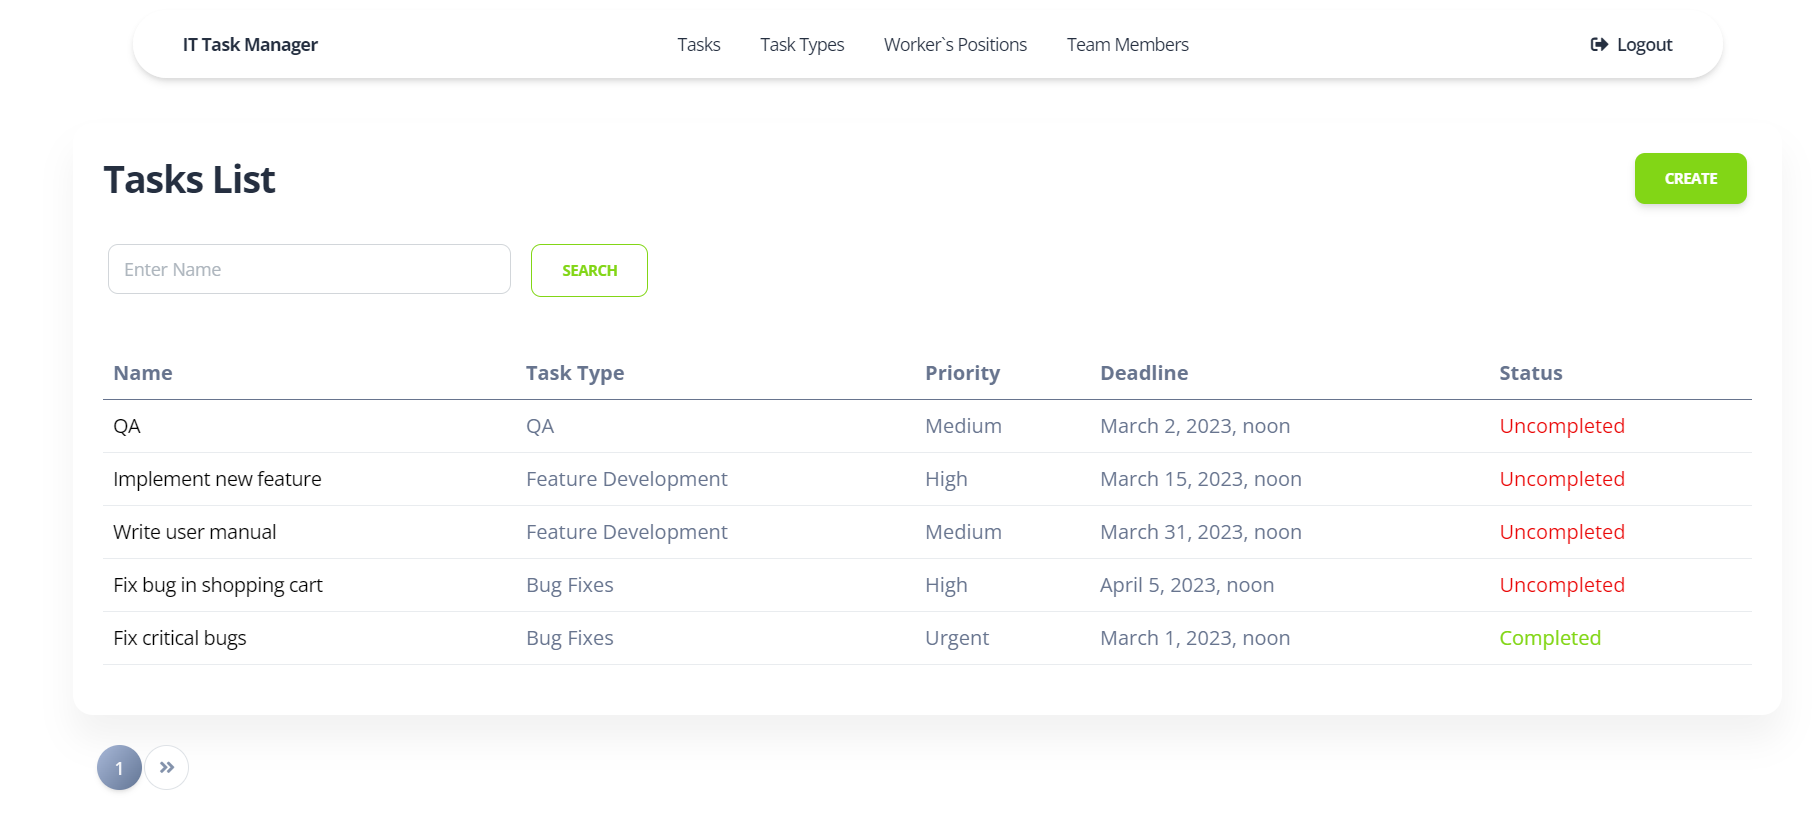 IT Task Manager Tasks Task Types Worker`s Positions Team Members Logout
Tasks List CREATE
Enter Name SEARCH
Name Task Type Priority Deadline Status
QA QA Medium March 2, 2023, noon Uncompleted
Implement new feature Feature Development High March 15, 2023, noon Uncompleted
Write user manual Feature Development Medium March 31, 2023, noon Uncompleted
Fix bug in shopping cart Bug Fixes High April 5, 2023, noon Uncompleted
Fix critical bugs Bug Fixes Urgent March 1, 2023, noon Completed
1 »